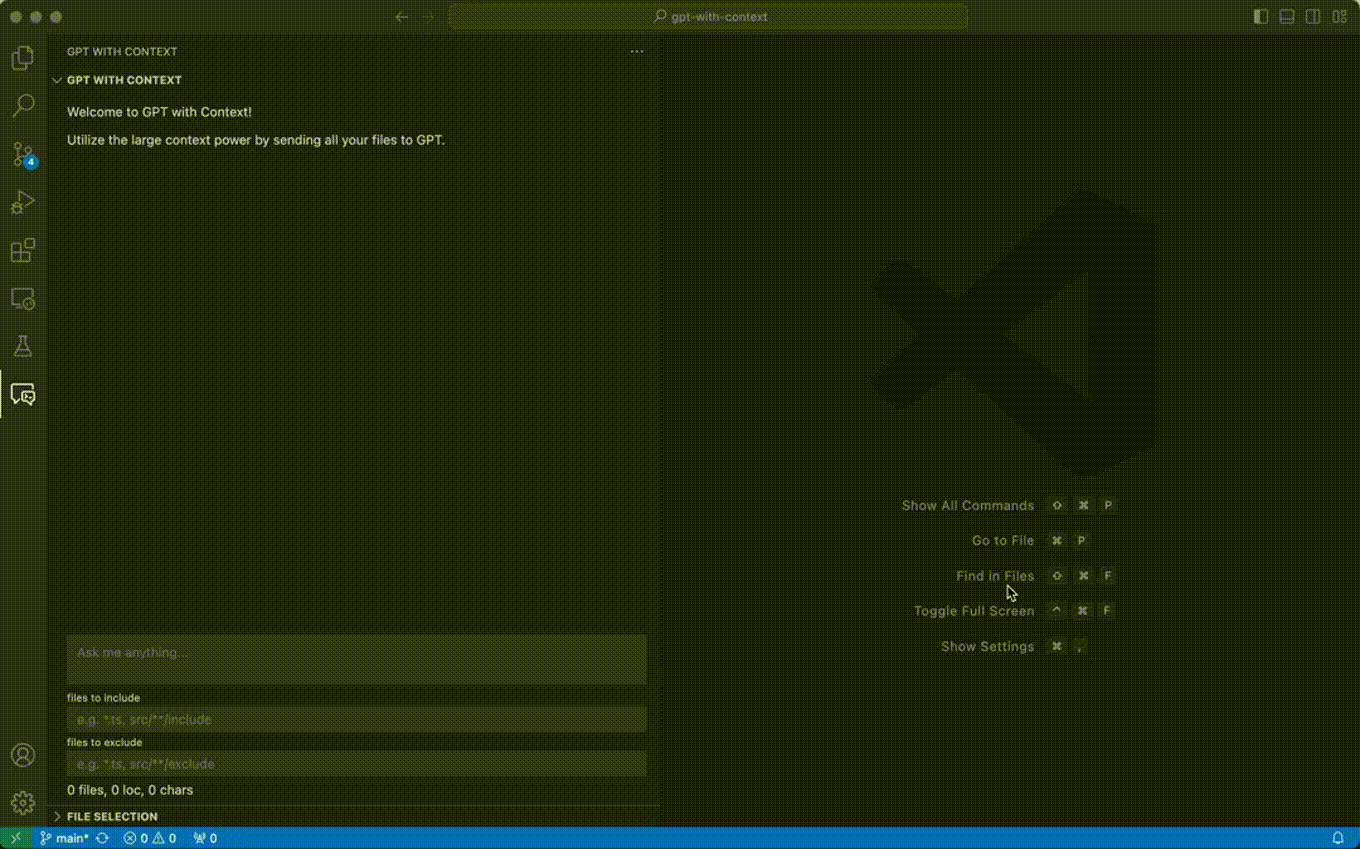 gpt-with-context
GPT WITH CONTEXT
GPT WITH CONTEXT
Welcome to GPT with Context!
Utilize the large context power by sending all your files to GPT.
4
Show All Commands ⇧ ⌘ P
Go to File ⌘ P
Find in Files ⇧ ⌘ F
Toggle Full Screen ^ ⌘ F
Show Settings ⌘ ,
Ask me anything...
files to include
e.g. *.ts, src/**/include
files to exclude
e.g. *.ts, src/**/exclude
0 files, 0 loc, 0 chars
FILE SELECTION
main* 0 0 0